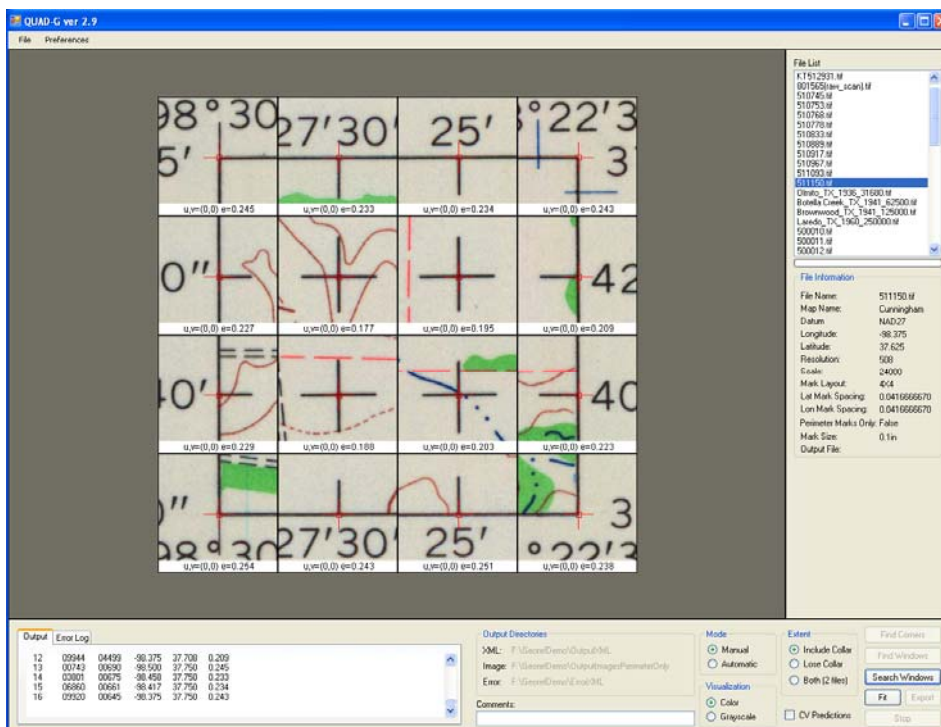 QUAD-G ver 2.9
File Preferences
98°30 27'30' 25' ° 22'3
5' 3
u,v=(0,0) e=0.245 u,v=(0,0) e=0.233 u,v=(0,0) e=0.234 u,v=(0,0) e=0.243
0" 42
u,v=(0,0) e=0.227 u,v=(0,0) e=0.177 u,v=(0,0) e=0.195 u,v=(0,0) e=0.209
40' 40
u,v=(0,0) e=0.229 u,v=(0,0) e=0.188 u,v=(0,0) e=0.203 u,v=(0,0) e=0.223
0" 3
98°30 27'30' 25' ° 22'3
u,v=(0,0) e=0.254 u,v=(0,0) e=0.243 u,v=(0,0) e=0.251 u,v=(0,0) e=0.238
File List
KT512931.tif
801565(raw_scan).tif
510745.tif
510753.tif
510768.tif
510778.tif
510833.tif
510889.tif
510917.tif
510967.tif
511093.tif
511150.tif
Olmito_TX_1936_31680.tif
Botella Creek_TX_1941_62500.tif
Brownwood_TX_1941_125000.tif
Laredo_TX_1960_250000.tif
500010.tif
500011.tif
500012.tif
File Information
File Name: 511150.tif
Map Name: Cunningham
Datum NAD27
Longitude: -98.375
Latitude: 37.625
Resolution: 508
Scale: 24000
Mark Layout: 4X4
Lat Mark Spacing: 0.0416666670
Lon Mark Spacing: 0.0416666670
Perimeter Marks Only: False
Mark Size: 0.1in
Output File:
Output Error Log
12 09944 04499 -98.375 37.708 0.209
13 00743 00690 -98.500 37.750 0.245
14 03801 00675 -98.458 37.750 0.233
15 06860 00661 -98.417 37.750 0.234
16 09920 00645 -98.375 37.750 0.243
Output Directories
XML: F:\GeorefDemo\OutputXML
Image: F:\GeorefDemo\OutputImagesPerimeterOnly
Error: F:\GeorefDemo\ErrorXML
Comments:
Mode
Manual
Automatic
Visualization
Color
Grayscale
Extent
Include Collar
Lose Collar
Both (2 files)
CV Predictions
Find Corners
Find Windows
Search Windows
Fit Export
Stop